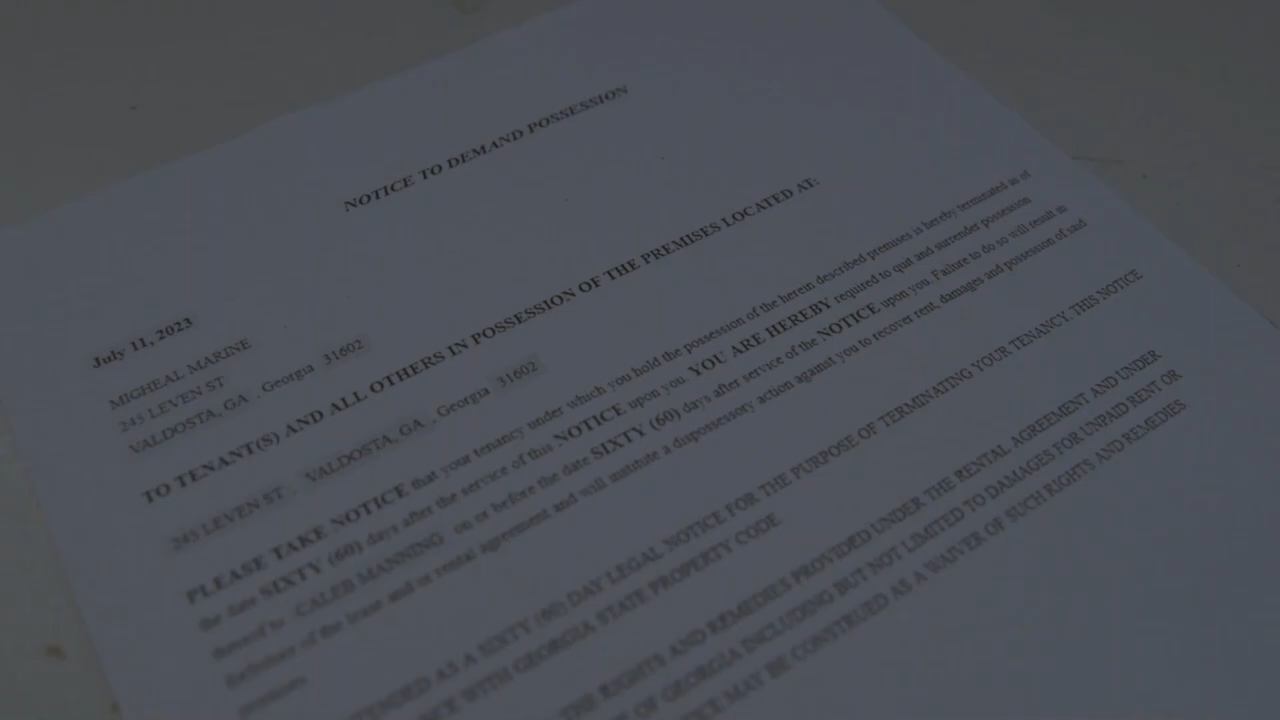 NOTICE TO DEMAND POSSESSION
July 11, 2023
MIGHEAL MARINE
245 LEVEN ST
VALDOSTA, GA , Georgia 31602
TO TENANT(S) AND ALL OTHERS IN POSSESSION OF THE PREMISES LOCATED AT:
245 LEVEN ST , VALDOSTA, GA , Georgia 31602
PLEASE TAKE NOTICE that your tenancy under which you hold the possession of the herein described premises is hereby terminated as of
the date SIXTY (60) days after the service of this NOTICE upon you. YOU ARE HEREBY required to quit and surrender possession
thereof to CALEB MANNING on or before the date SIXTY (60) days after service of the NOTICE upon you. Failure to do so will result in
forfeiture of the lease and/or rental agreement and will institute a dispossessory action against you to recover rent, damages and possession of said
premises.
AS A SIXTY (60) DAY LEGAL NOTICE FOR THE PURPOSE OF TERMINATING YOUR TENANCY. THIS NOTICE
WITH GEORGIA STATE PROPERTY CODE
THE RIGHTS AND REMEDIES PROVIDED UNDER THE RENTAL AGREEMENT AND UNDER
OF GEORGIA INCLUDING BUT NOT LIMITED TO DAMAGES FOR UNPAID RENT OR
MAY BE CONSTRUED AS A WAIVER OF SUCH RIGHTS AND REMEDIES